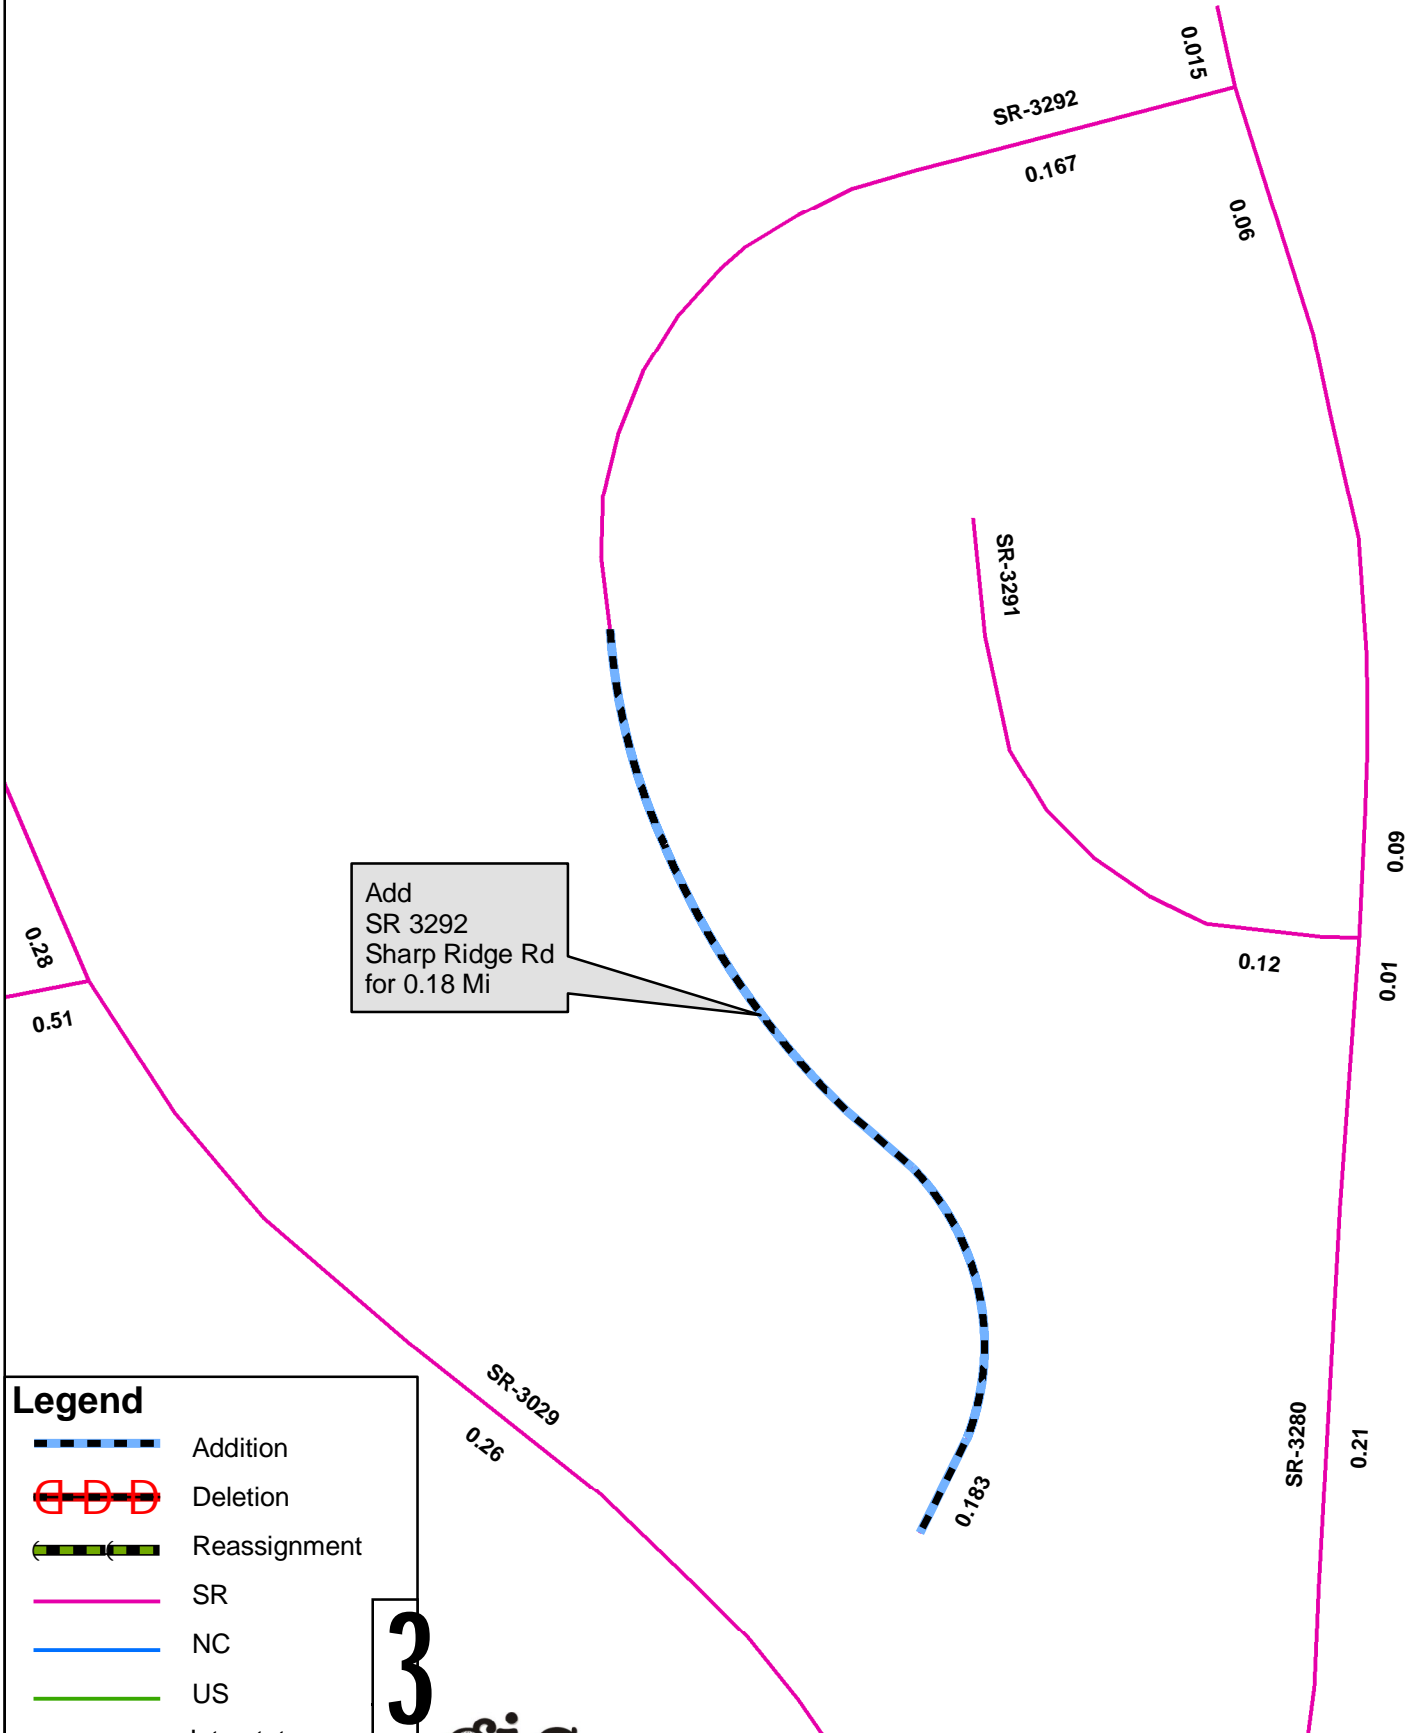 0.015
SR-3292
0.167
0.06
SR-3291
0.09
Add
SR 3292
Sharp Ridge Rd
for 0.18 Mi
0.28
0.51
0.12
0.01
SR-3029
0.26
0.183
SR-3280
0.21
Legend
Addition
Deletion
Reassignment
SR
NC
US
3